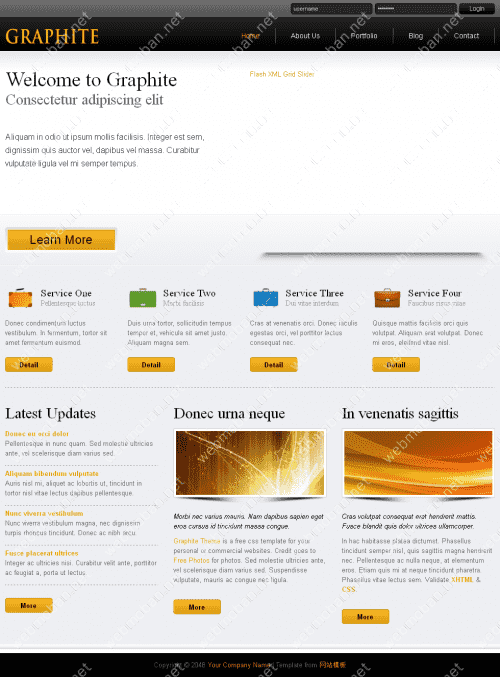 username
Login
GRAPHITE
Home
About Us
Portfolio
Blog
Contact
Welcome to Graphite
Consectetur adipiscing elit
Flash XML Grid Slider
Aliquam in odio ut ipsum mollis facilisis. Integer est sem,
dignissim quis auctor vel, dapibus vel massa. Curabitur
vulputate ligula vel mi semper tempus.
Learn More
Service One
Pellentesque luctus
Service Two
Morbi facilisis
Service Three
Dui vitae interdum
Service Four
Faucibus risus vitae
Donec condimentum luctus
vestibulum. In fermentum, tortor sit
amet fermentum euismod.
Duis urna tortor, sollicitudin tempus
tempor et, vehicula sit amet justo.
Aliquam magna sem.
Cras at venenatis orci. Donec iaculis
egestas orci, vel porttitor lectus
consequat nec.
Quisque mattis facilisis orci quis
volutpat. Aliquam erat volutpat. Donec
mi eros, eleifend vitae nisl.
Detail
Detail
Detail
Detail
Latest Updates
Donec eu orci dolor
Pellentesque in nunc quam. Sed molestie ultricies
ante, vel scelerisque diam varius sed.
Aliquam bibendum vulputate
Auris nisl mi, aliquet ac lobortis ut, tincidunt in
tortor nisl vitae lectus dapibus pellentesque.
Nunc viverra vestibulum
Nunc viverra vestibulum magna, nec dignissim
turpis rhoncus tincidunt. Donec ac nibh arcu.
Fusce placerat ultrices
Integer ac ultricies nisi. Curabitur velit ante, porttitor
ac feugiat a, porta ut lectus.
More
Donec urna neque
Morbi nec varius mauris. Nam dapibus sapien eget
eros cursus id tincidunt massa congue.
Graphite Theme is a free css template for your
personal or commercial websites. Credit goes to
Free Photos for photos. Sed molestie ultricies ante,
vel scelerisque diam varius sed. Suspendisse
vulputate, mauris ac congue nec ligula.
More
In venenatis sagittis
Cras volutpat consequat erat hendrerit mattis.
Fusce blandit quis dolor ultrices ullamcorper.
In hac habitasse platea dictumst. Phasellus
tincidunt semper nisl, quis sagittis magna hendrerit
nec. Pellentesque ac nulla neque, at elementum
eros. Etiam quis mi at neque tincidunt pharetra.
Phasellus vitae lectus sem. Validate XHTML &
CSS.
More
Copyright © 2048 Your Company Name | Template from 网站模板